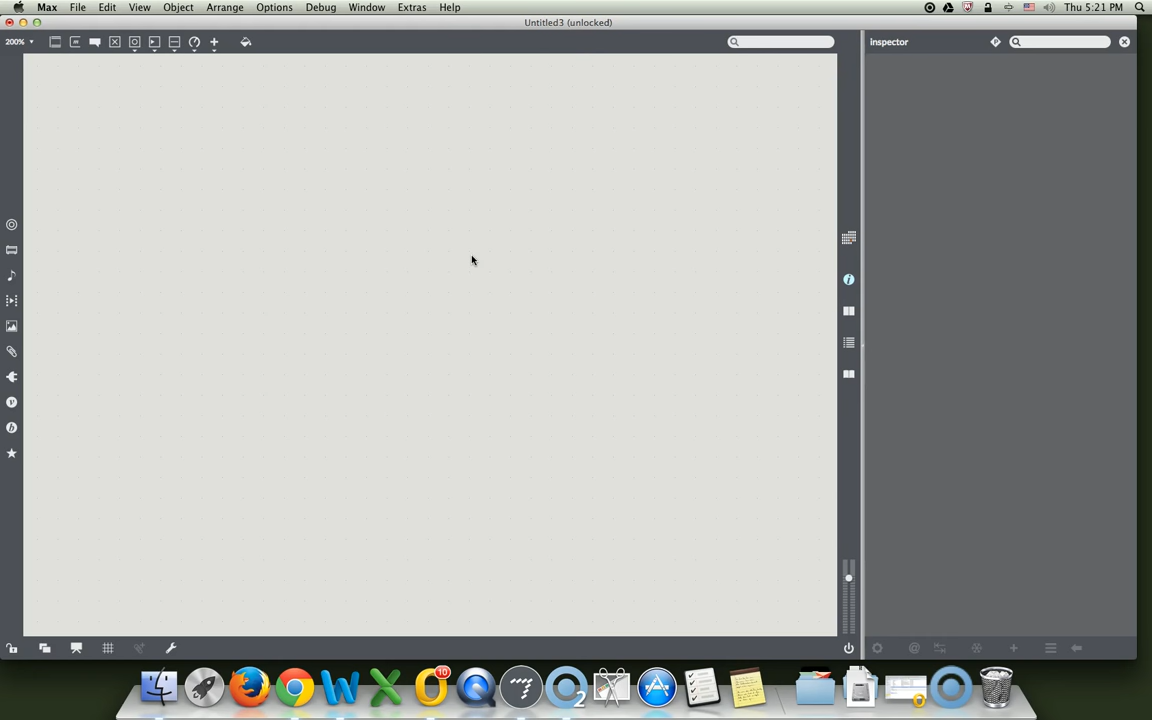 Max File Edit View Object Arrange Options Debug Window Extras Help Thu 5:21 PM
Untitled3 (unlocked)
200%
inspector
10
2